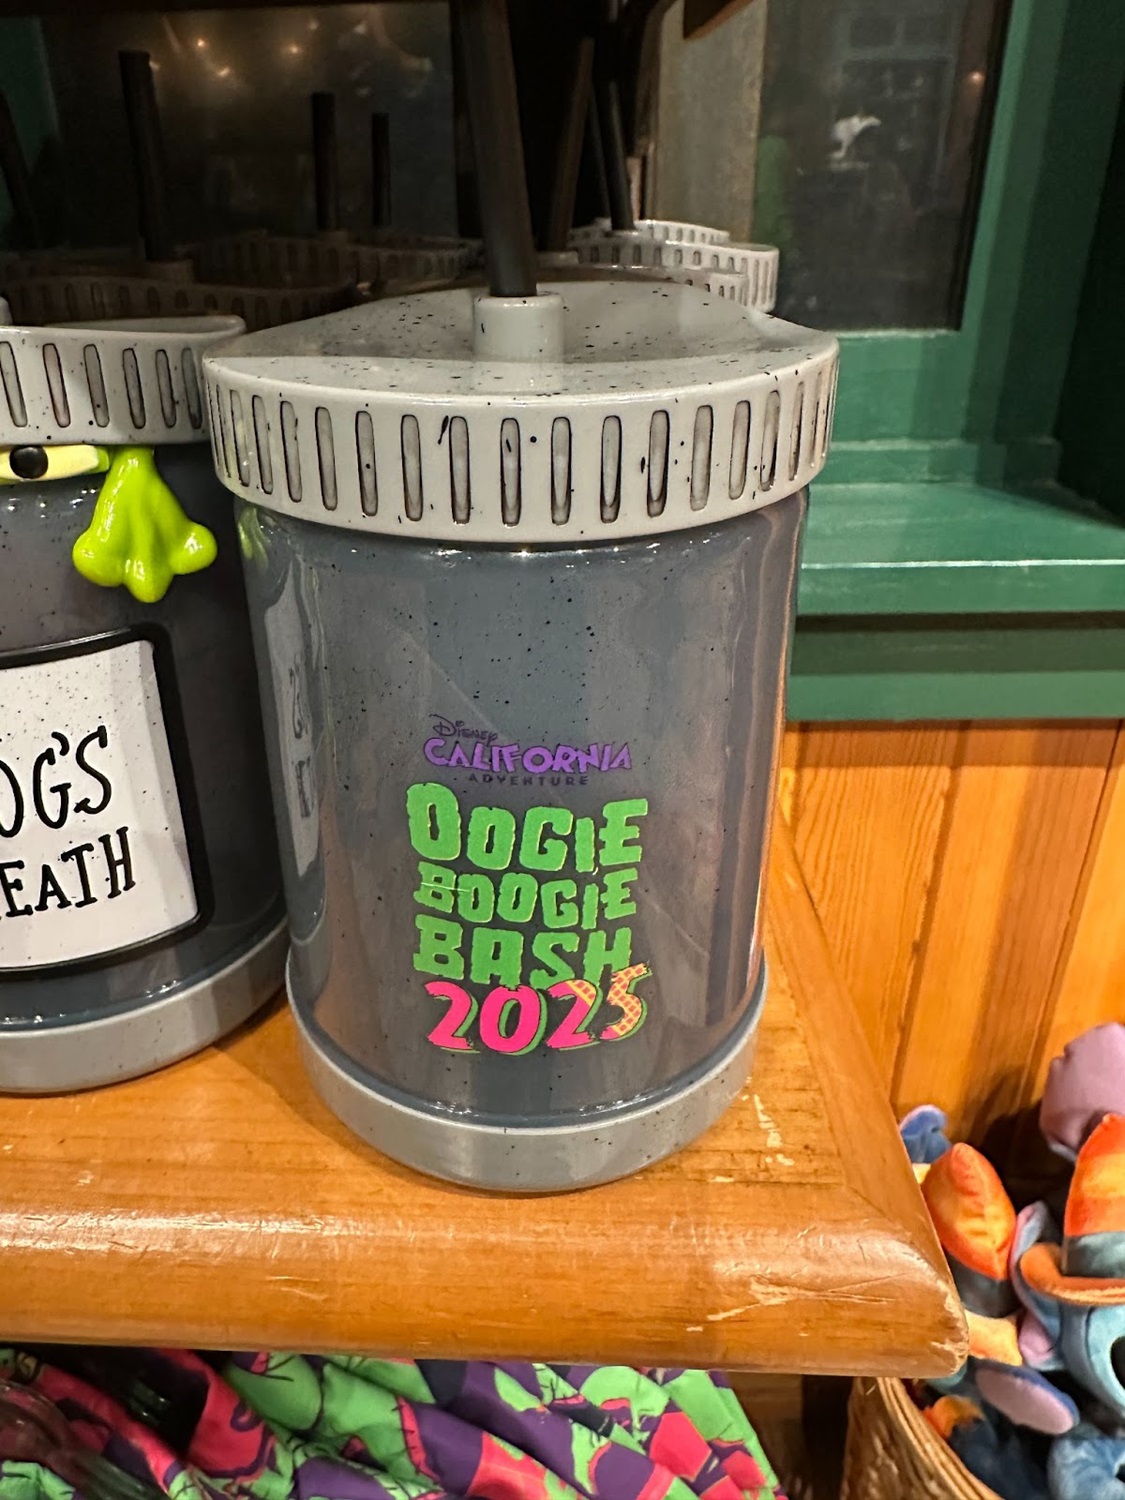 OG'S
EATH
Disney
CALIFORNIA
ADVENTURE
OOGIE
BOOGIE
BASH
2025